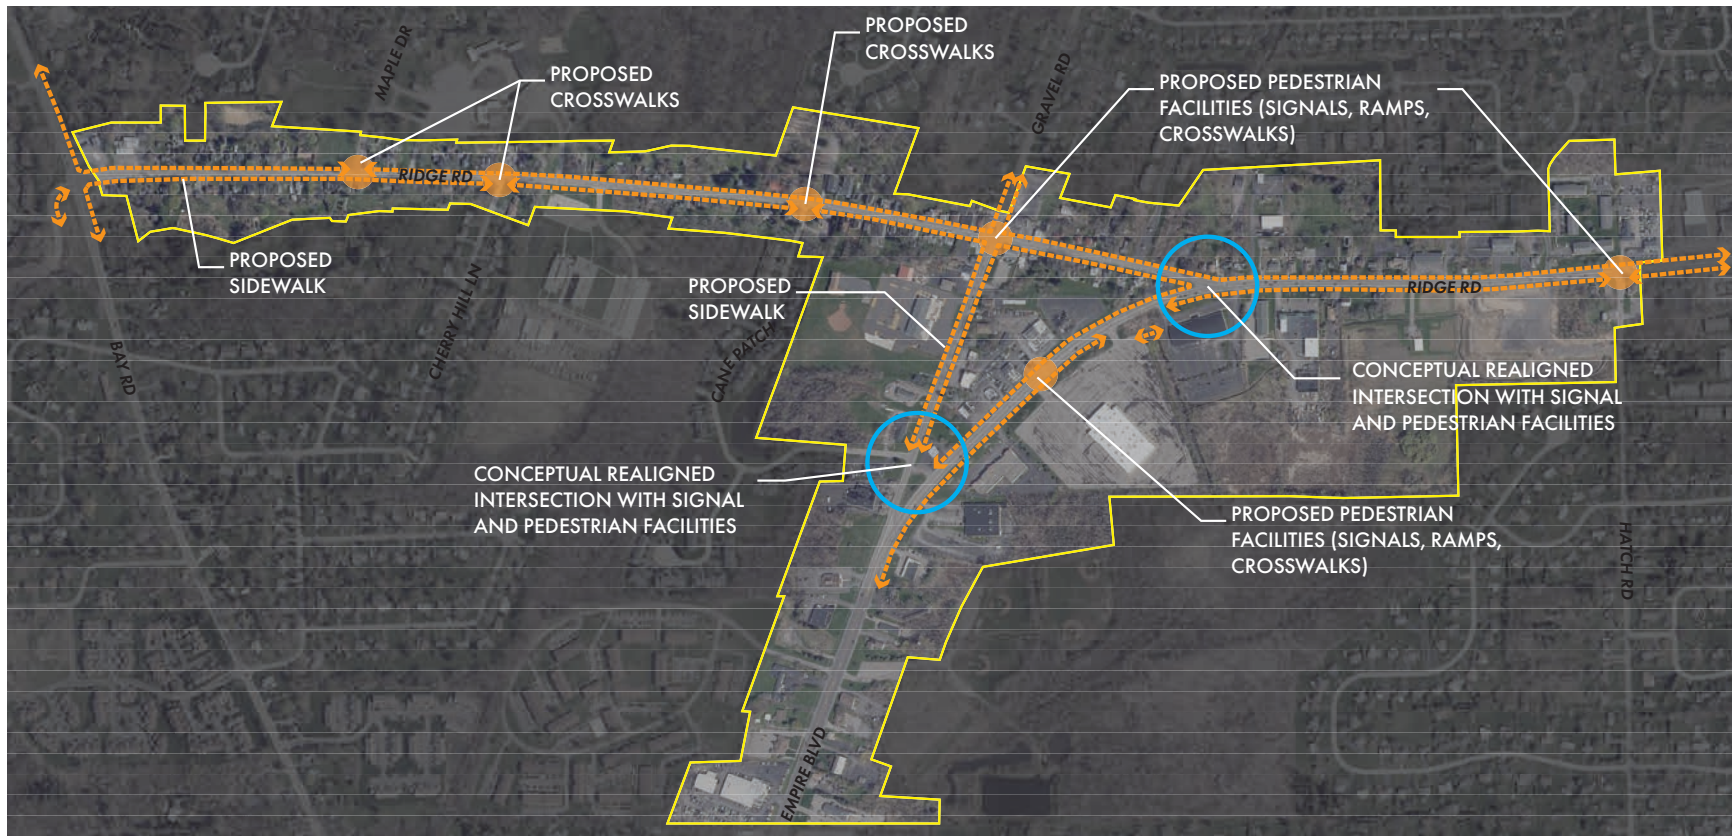 PROPOSED
CROSSWALKS
MAPLE DR
PROPOSED
CROSSWALKS
GRAVEL RD
PROPOSED PEDESTRIAN
FACILITIES (SIGNALS, RAMPS,
CROSSWALKS)
RIDGE RD
PROPOSED
SIDEWALK
PROPOSED
SIDEWALK
RIDGE RD
BAY RD
CHERRY HILL LN
CANE PATCH
CONCEPTUAL REALIGNED
INTERSECTION WITH SIGNAL
AND PEDESTRIAN FACILITIES
CONCEPTUAL REALIGNED
INTERSECTION WITH SIGNAL
AND PEDESTRIAN FACILITIES
PROPOSED PEDESTRIAN
FACILITIES (SIGNALS, RAMPS,
CROSSWALKS)
HATCH RD
EMPIRE BLVD